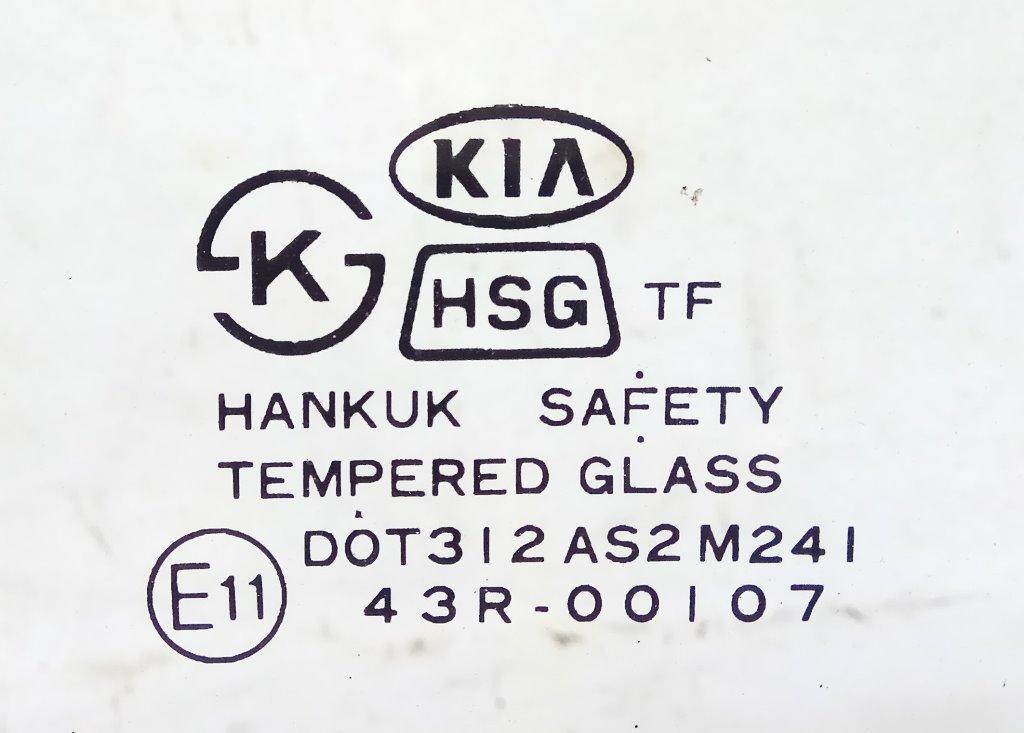 KIA
K
HSG TF
HANKUK SAFETY
TEMPERED GLASS
DOT312 AS2 M241
E11 43R-00107